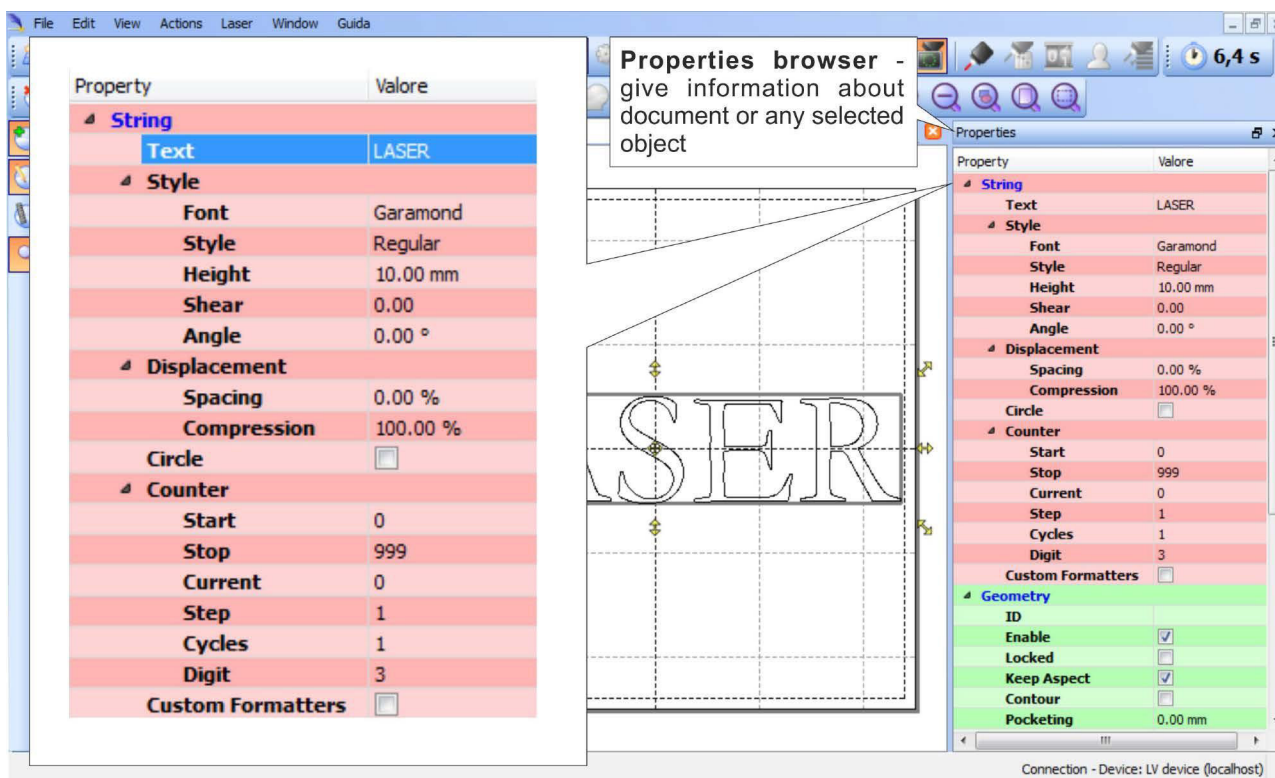 File Edit View Actions Laser Window Guida
6,4 s
Properties browser -
give information about
document or any selected
object
Property Valore
String
Text LASER
Style
Font Garamond
Style Regular
Height 10.00 mm
Shear 0.00
Angle 0.00 °
Displacement
Spacing 0.00 %
Compression 100.00 %
Circle
Counter
Start 0
Stop 999
Current 0
Step 1
Cycles 1
Digit 3
Custom Formatters
ASER
Properties
Property Valore
String
Text LASER
Style
Font Garamond
Style Regular
Height 10.00 mm
Shear 0.00
Angle 0.00 °
Displacement
Spacing 0.00 %
Compression 100.00 %
Circle
Counter
Start 0
Stop 999
Current 0
Step 1
Cycles 1
Digit 3
Custom Formatters
Geometry
ID
Enable
Locked
Keep Aspect
Contour
Pocketing 0.00 mm
Connection - Device: LV device (localhost)